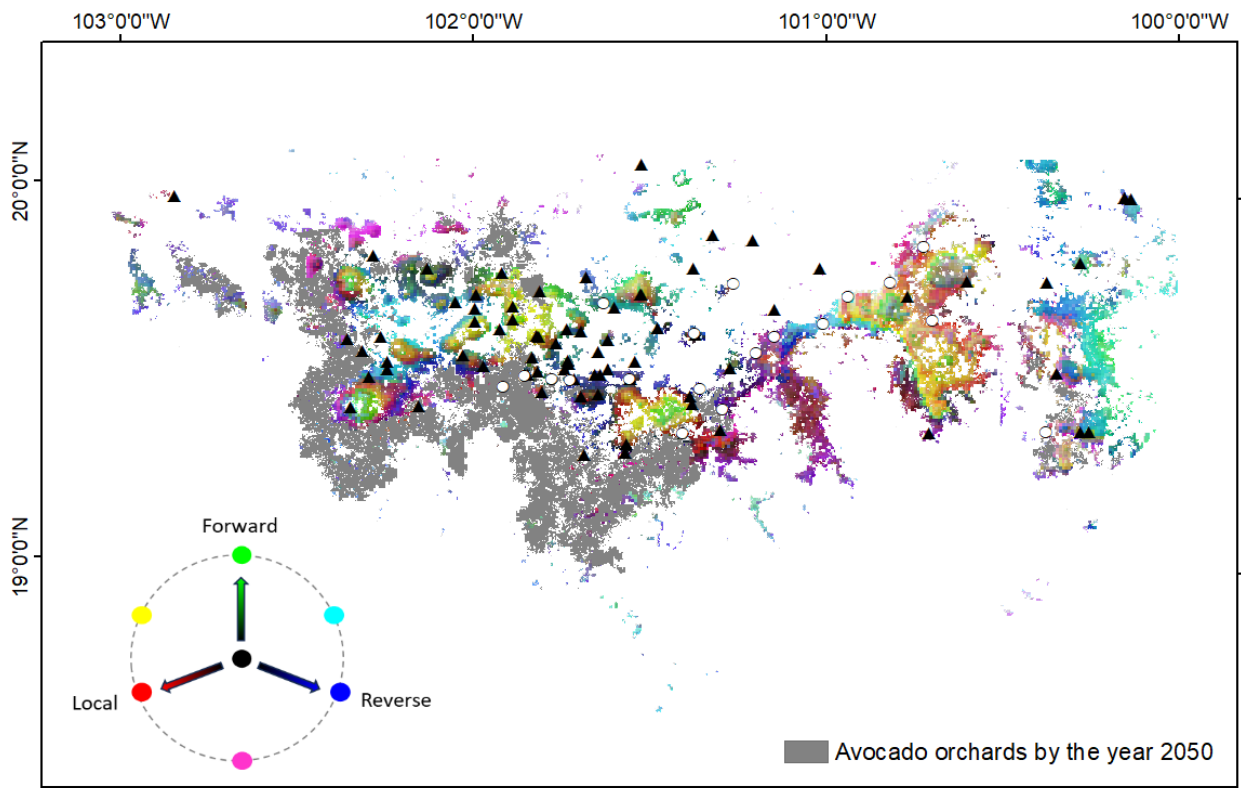 103°0'0"W 102°0'0"W 101°0'0"W 100°0'0"W
20°0'0"N
19°0'0"N
Forward
Local
Reverse
Avocado orchards by the year 2050